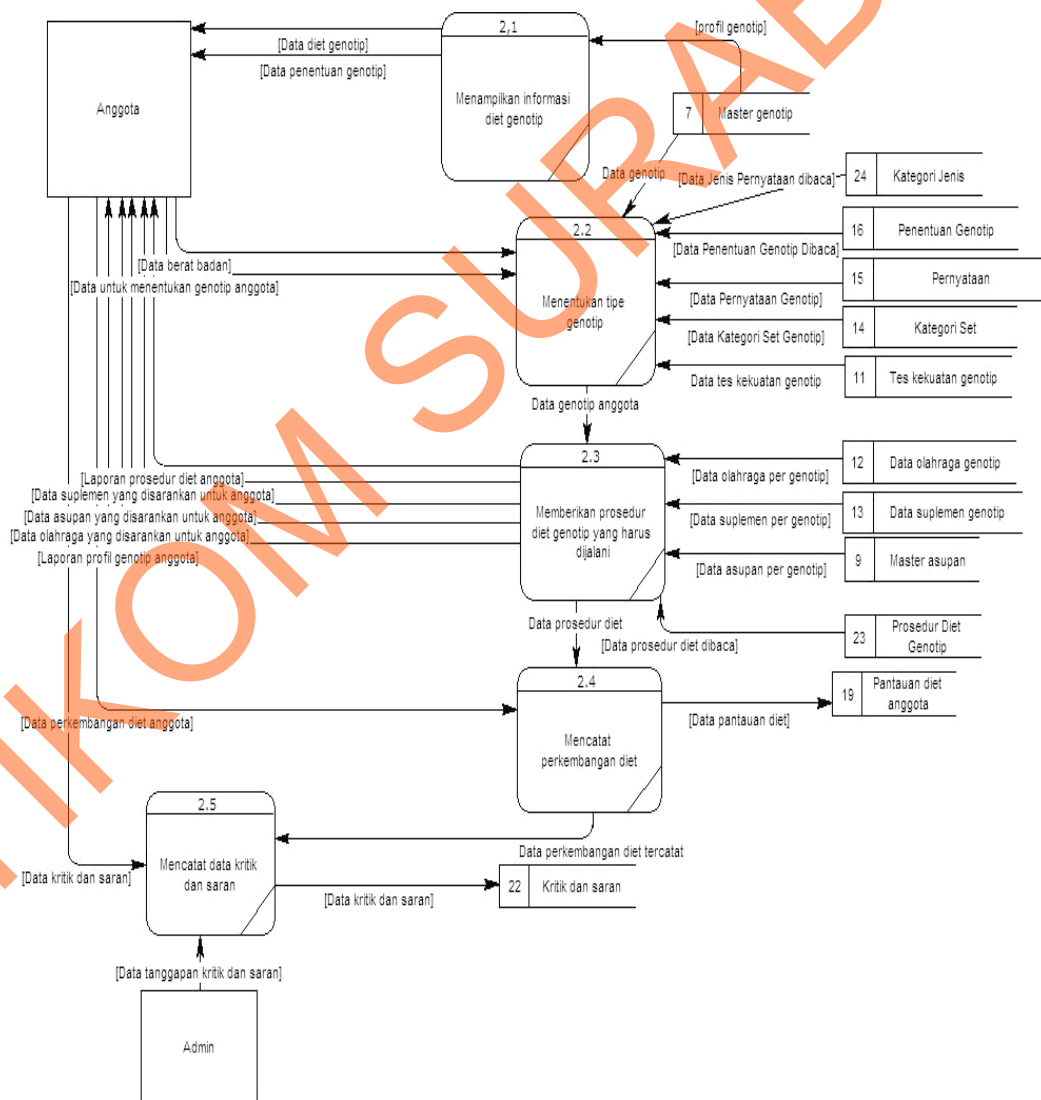 2,1
[profil genotip]
[Data diet genotip]
[Data penentuan genotip]
Anggota
Menampilkan informasi
diet genotip
7 Master genotip
Data genotip
[Data Jenis Pernyataan dibaca]
24 Kategori Jenis
2.2
16 Penentuan Genotip
[Data Penentuan Genotip Dibaca]
[Data berat badan]
[Data untuk menentukan genotip anggota]
15 Pernyataan
Menentukan tipe
genotip
[Data Pernyataan Genotip]
14 Kategori Set
[Data Kategori Set Genotip]
11 Tes kekuatan genotip
Data tes kekuatan genotip
Data genotip anggota
2.3
12 Data olahraga genotip
[Data olahraga per genotip]
[Laporan prosedur diet anggota]
[Data suplemen yang disarankan untuk anggota]
[Data asupan yang disarankan untuk anggota]
[Data olahraga yang disarankan untuk anggota]
[Laporan profil genotip anggota]
Memberikan prosedur
diet genotip yang harus
dijalani
13 Data suplemen genotip
[Data suplemen per genotip]
9 Master asupan
[Data asupan per genotip]
Data prosedur diet
23 Prosedur Diet
Genotip
[Data prosedur diet dibaca]
2.4
19 Pantauan diet
anggota
[Data pantauan diet]
[Data perkembangan diet anggota]
Mencatat
perkembangan diet
2.5
Data perkembangan diet tercatat
Mencatat data kritik
dan saran
[Data kritik dan saran]
22 Kritik dan saran
[Data kritik dan saran]
[Data tanggapan kritik dan saran]
Admin
IKOM SURAB